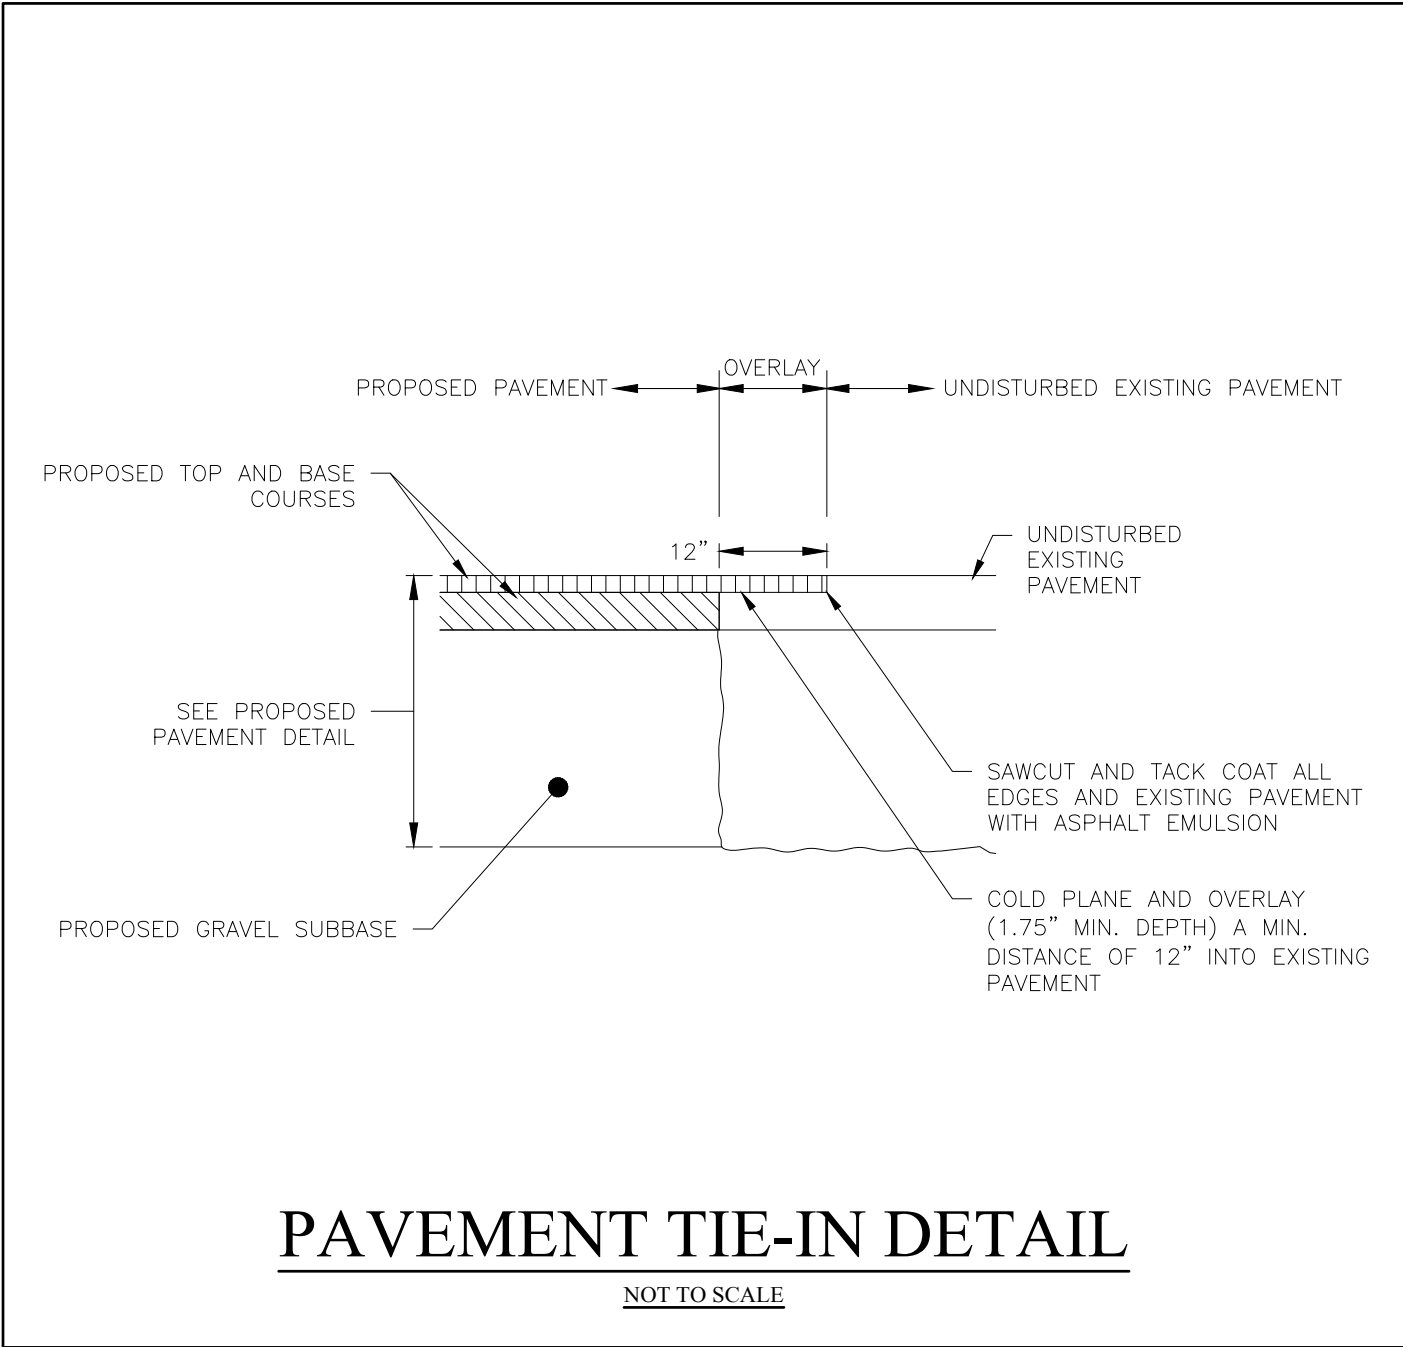 OVERLAY
PROPOSED PAVEMENT
UNDISTURBED EXISTING PAVEMENT
PROPOSED TOP AND BASE
COURSES
12”
UNDISTURBED
EXISTING
PAVEMENT
SEE PROPOSED
PAVEMENT DETAIL
SAWCUT AND TACK COAT ALL
EDGES AND EXISTING PAVEMENT
WITH ASPHALT EMULSION
PROPOSED GRAVEL SUBBASE
COLD PLANE AND OVERLAY
(1.75” MIN. DEPTH) A MIN.
DISTANCE OF 12” INTO EXISTING
PAVEMENT
PAVEMENT TIE-IN DETAIL
NOT TO SCALE